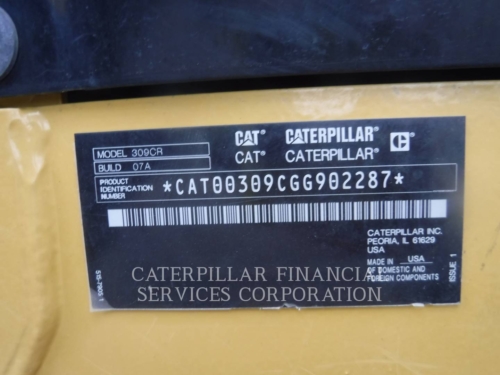 CAT® CATERPILLAR® C®
CAT® CATERPILLAR®
MODEL 309CR
BUILD 07A
PRODUCT IDENTIFICATION NUMBER *CAT00309CGG902287*
CATERPILLAR INC.
PEORIA, IL 61629
USA
MADE IN USA
OF DOMESTIC AND
FOREIGN COMPONENTS
ISSUE 1
CATERPILLAR FINANCIAL
SERVICES CORPORATION